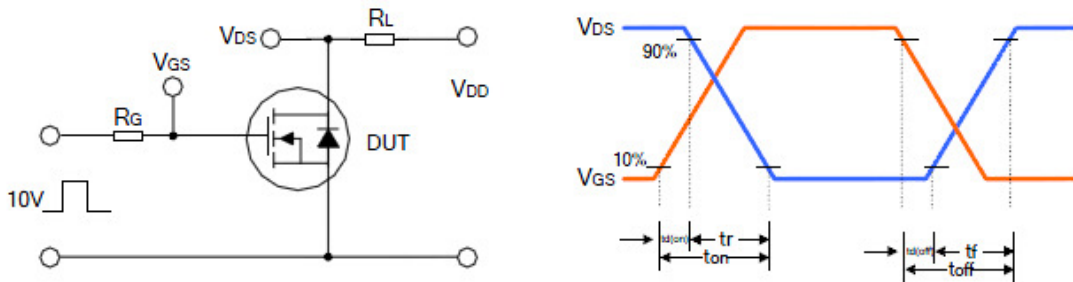 RL
VDS
VGS
VDD
RG
DUT
10V
VDS
90%
10%
VGS
td(on)
tr
ton
td(off)
tf
toff